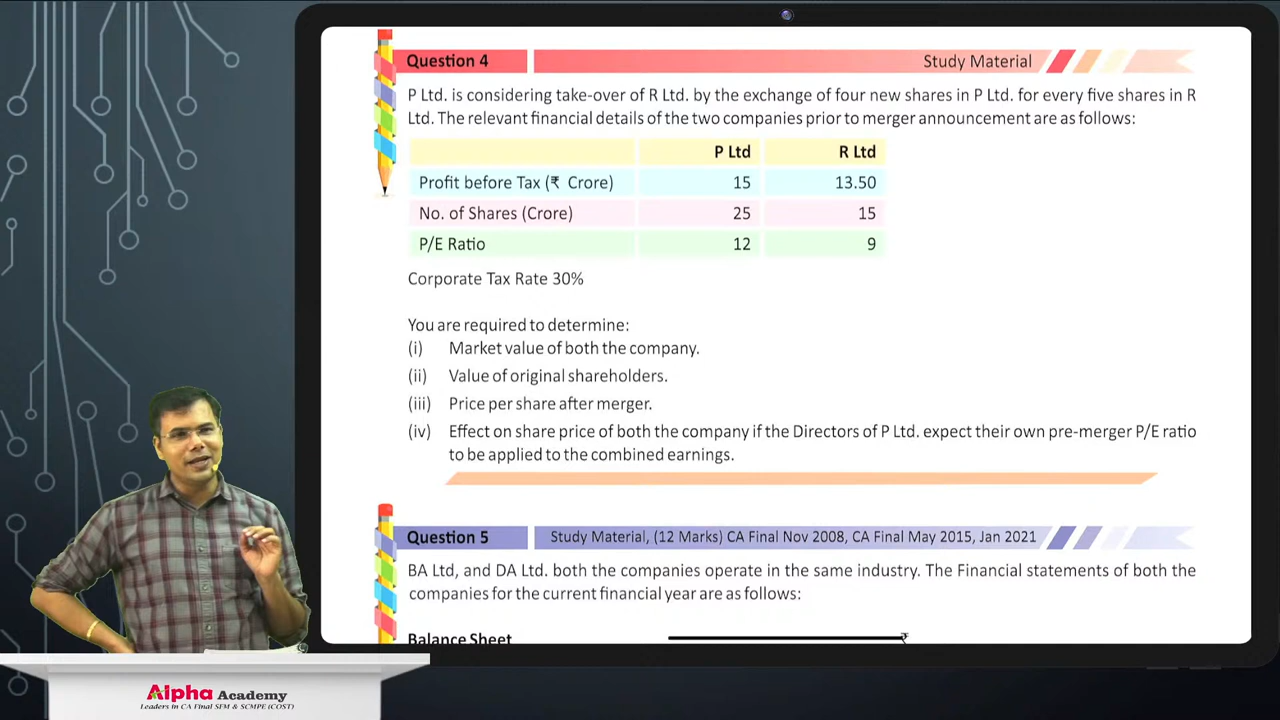 Question 4
Study Material
P Ltd. is considering take-over of R Ltd. by the exchange of four new shares in P Ltd. for every five shares in R
Ltd. The relevant financial details of the two companies prior to merger announcement are as follows:
P Ltd R Ltd
Profit before Tax (₹ Crore) 15 13.50
No. of Shares (Crore) 25 15
P/E Ratio 12 9
Corporate Tax Rate 30%
You are required to determine:
(i) Market value of both the company.
(ii) Value of original shareholders.
(iii) Price per share after merger.
(iv) Effect on share price of both the company if the Directors of P Ltd. expect their own pre-merger P/E ratio
to be applied to the combined earnings.
Question 5
Study Material, (12 Marks) CA Final Nov 2008, CA Final May 2015, Jan 2021
BA Ltd, and DA Ltd. both the companies operate in the same industry. The Financial statements of both the
companies for the current financial year are as follows:
Balance Sheet ₹
Alpha Academy
Leaders in CA Final SFM & SCMPE (COST)